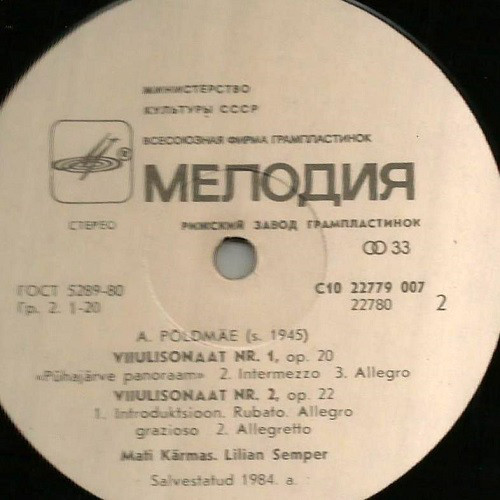 МИНИСТЕРСТВО
КУЛЬТУРЫ СССР
ВСЕСОЮЗНАЯ ФИРМА ГРАМПЛАСТИНОК
® МЕЛОДИЯ
СТЕРЕО РИЖСКИЙ ЗАВОД ГРАМПЛАСТИНОК
33
ГОСТ 5289-80 С10 22779 007
Гр. 2. 1-20 22780 2
A. PÕLDMÄE (s. 1945)
VIIULISONAAT NR. 1, op. 20
«Pühajärve panoraam» 2. Intermezzo 3. Allegro
VIIULISONAAT NR. 2, op. 22
1. Introduktsioon. Rubato. Allegro
grazioso 2. Allegretto
Mati Kärmas. Lilian Semper
Salvestatud 1984. a.